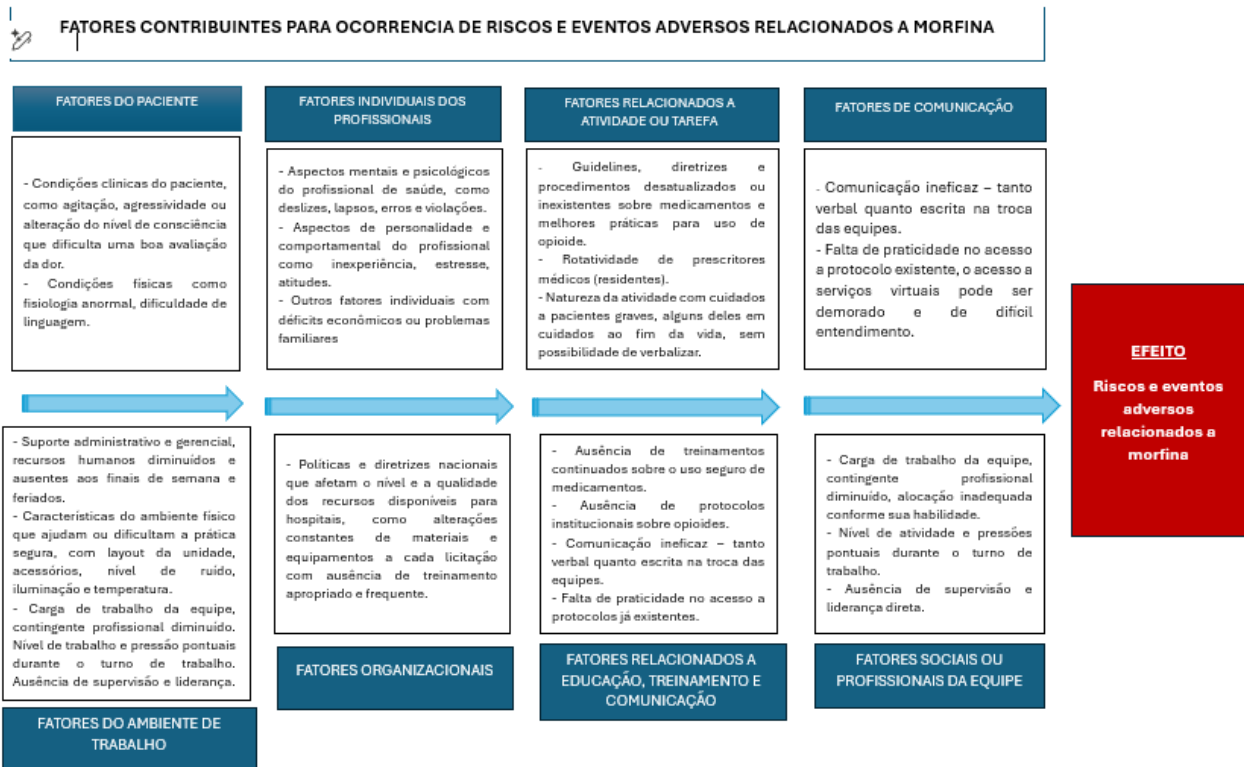 FATORES CONTRIBUINTES PARA OCORRENCIA DE RISCOS E EVENTOS ADVERSOS RELACIONADOS A MORFINA
FATORES DO PACIENTE
- Condições clinicas do paciente,
como agitação, agressividade ou
alteração do nível de consciência
que dificulta uma boa avaliação
da dor.
- Condições físicas como
fisiologia anormal, dificuldade de
linguagem.
FATORES INDIVIDUAIS DOS
PROFISSIONAIS
- Aspectos mentais e psicológicos
do profissional de saúde, como
deslizes, lapsos, erros e violações.
- Aspectos de personalidade e
comportamental do profissional
como inexperiência, estresse,
atitudes.
- Outros fatores individuais com
déficits econômicos ou problemas
familiares
FATORES RELACIONADOS A
ATIVIDADE OU TAREFA
- Guidelines, diretrizes e
procedimentos desatualizados ou
inexistentes sobre medicamentos e
melhores práticas para uso de
opioide.
- Rotatividade de prescritores
médicos (residentes).
- Natureza da atividade com cuidados
a pacientes graves, alguns deles em
cuidados ao fim da vida, sem
possibilidade de verbalizar.
FATORES DE COMUNICAÇÃO
- Comunicação ineficaz – tanto
verbal quanto escrita na troca
das equipes.
- Falta de praticidade no acesso
a protocolo existente, o acesso a
serviços virtuais pode ser
demorado e de difícil
entendimento.
EFEITO
Riscos e eventos
adversos
relacionados a
morfina
- Suporte administrativo e gerencial,
recursos humanos diminuídos e
ausentes aos finais de semana e
feriados.
- Características do ambiente físico
que ajudam ou dificultam a prática
segura, com layout da unidade,
acessórios, nível de ruído,
iluminação e temperatura.
- Carga de trabalho da equipe,
contingente profissional diminuído.
Nível de trabalho e pressão pontuais
durante o turno de trabalho.
Ausência de supervisão e liderança.
FATORES DO AMBIENTE DE
TRABALHO
- Políticas e diretrizes nacionais
que afetam o nível e a qualidade
dos recursos disponíveis para
hospitais, como alterações
constantes de materiais e
equipamentos a cada licitação
com ausência de treinamento
apropriado e frequente.
FATORES ORGANIZACIONAIS
- Ausência de treinamentos
continuados sobre o uso seguro de
medicamentos.
- Ausência de protocolos
institucionais sobre opioides.
- Comunicação ineficaz – tanto
verbal quanto escrita na troca das
equipes.
- Falta de praticidade no acesso a
protocolos já existentes.
FATORES RELACIONADOS A
EDUCAÇÃO, TREINAMENTO E
COMUNICAÇÃO
- Carga de trabalho da equipe,
contingente profissional
diminuído, alocação inadequada
conforme sua habilidade.
- Nível de atividade e pressões
pontuais durante o turno de
trabalho.
- Ausência de supervisão e
liderança direta.
FATORES SOCIAIS OU
PROFISSIONAIS DA EQUIPE